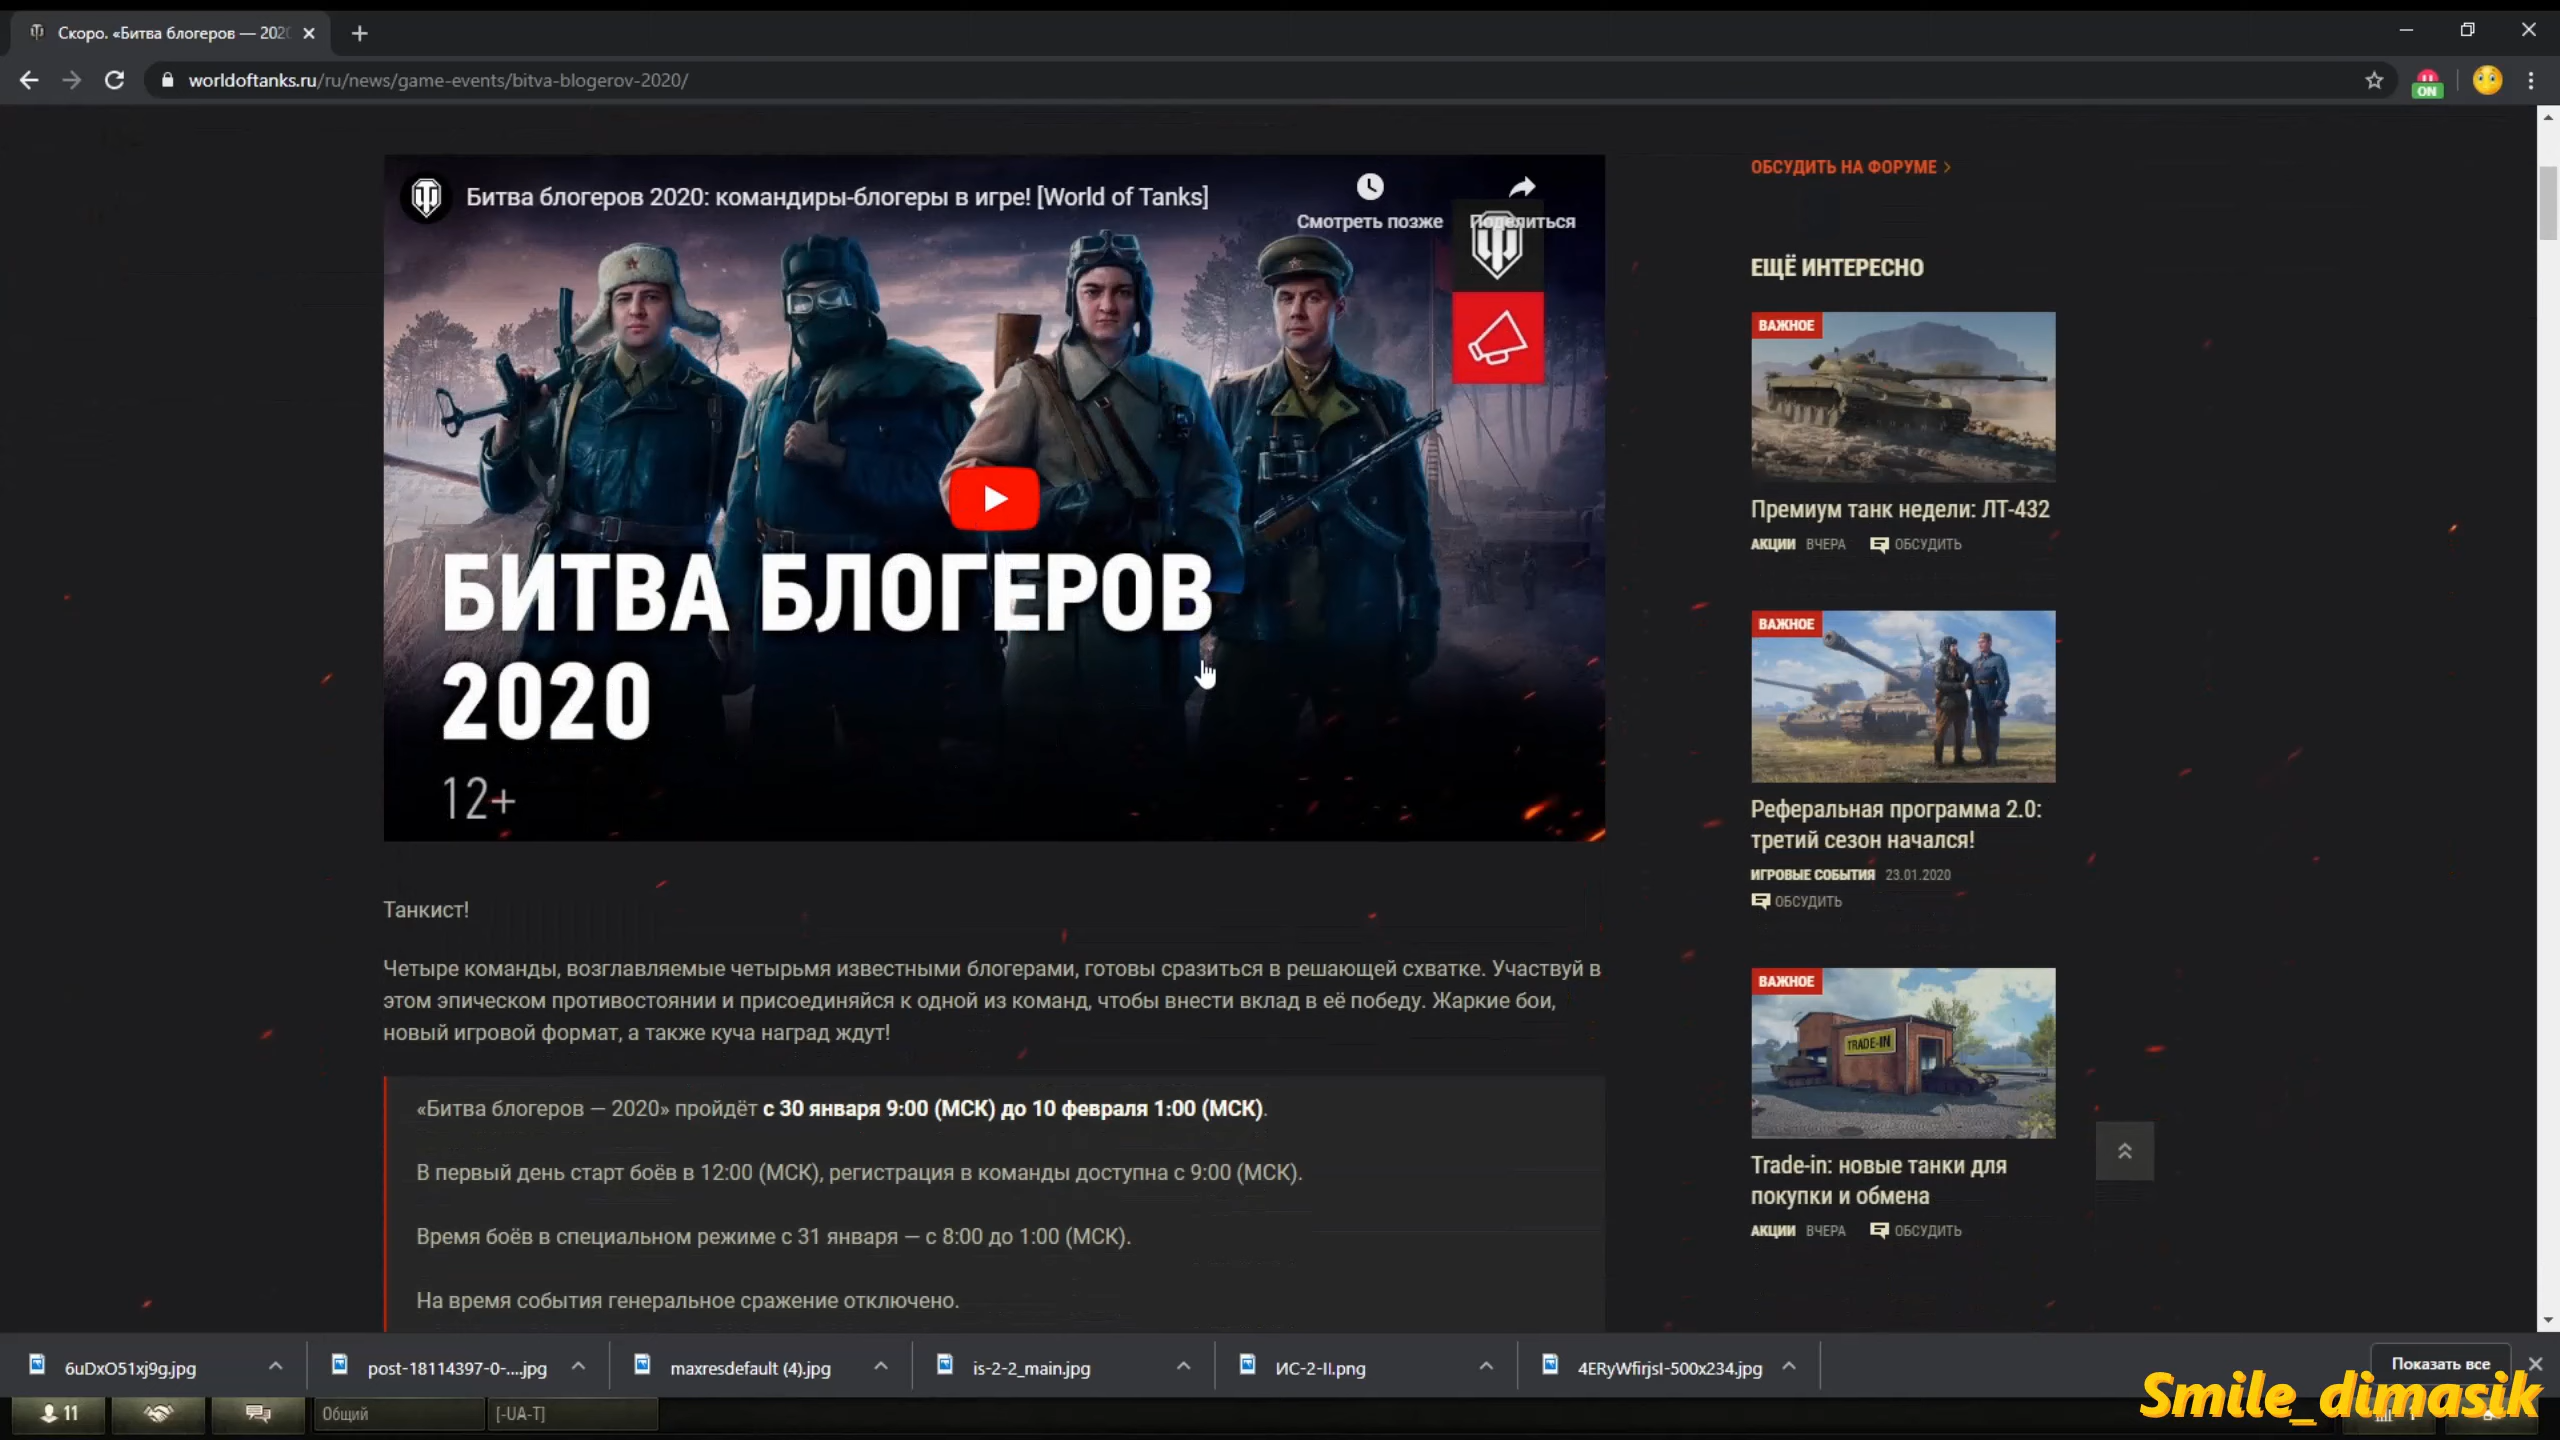 Скоро. «Битва блогеров — 202
worldoftanks.ru/ru/news/game-events/bitva-blogerov-2020/
ON
Битва блогеров 2020: командиры-блогеры в игре! [World of Tanks]
Смотреть позже
Поделиться
БИТВА БЛОГЕРОВ
2020
12+
Танкист!
Четыре команды, возглавляемые четырьмя известными блогерами, готовы сразиться в решающей схватке. Участвуй в
этом эпическом противостоянии и присоединяйся к одной из команд, чтобы внести вклад в её победу. Жаркие бои,
новый игровой формат, а также куча наград ждут!
«Битва блогеров — 2020» пройдёт с 30 января 9:00 (МСК) до 10 февраля 1:00 (МСК).
В первый день старт боёв в 12:00 (МСК), регистрация в команды доступна с 9:00 (МСК).
Время боёв в специальном режиме с 31 января — с 8:00 до 1:00 (МСК).
На время события генеральное сражение отключено.
ОБСУДИТЬ НА ФОРУМЕ >
ЕЩЁ ИНТЕРЕСНО
ВАЖНОЕ
Премиум танк недели: ЛТ-432
АКЦИИ ВЧЕРА ОБСУДИТЬ
ВАЖНОЕ
Реферальная программа 2.0:
третий сезон начался!
ИГРОВЫЕ СОБЫТИЯ 23.01.2020
ОБСУДИТЬ
ВАЖНОЕ
TRADE-IN
Trade-in: новые танки для
покупки и обмена
АКЦИИ ВЧЕРА ОБСУДИТЬ
6uDxO51xj9g.jpg
post-18114397-0-....jpg
maxresdefault (4).jpg
is-2-2_main.jpg
ИС-2-II.png
4ERyWfirjsI-500x234.jpg
Показать все
11
Общий
[-UA-T]
Smile_dimasik